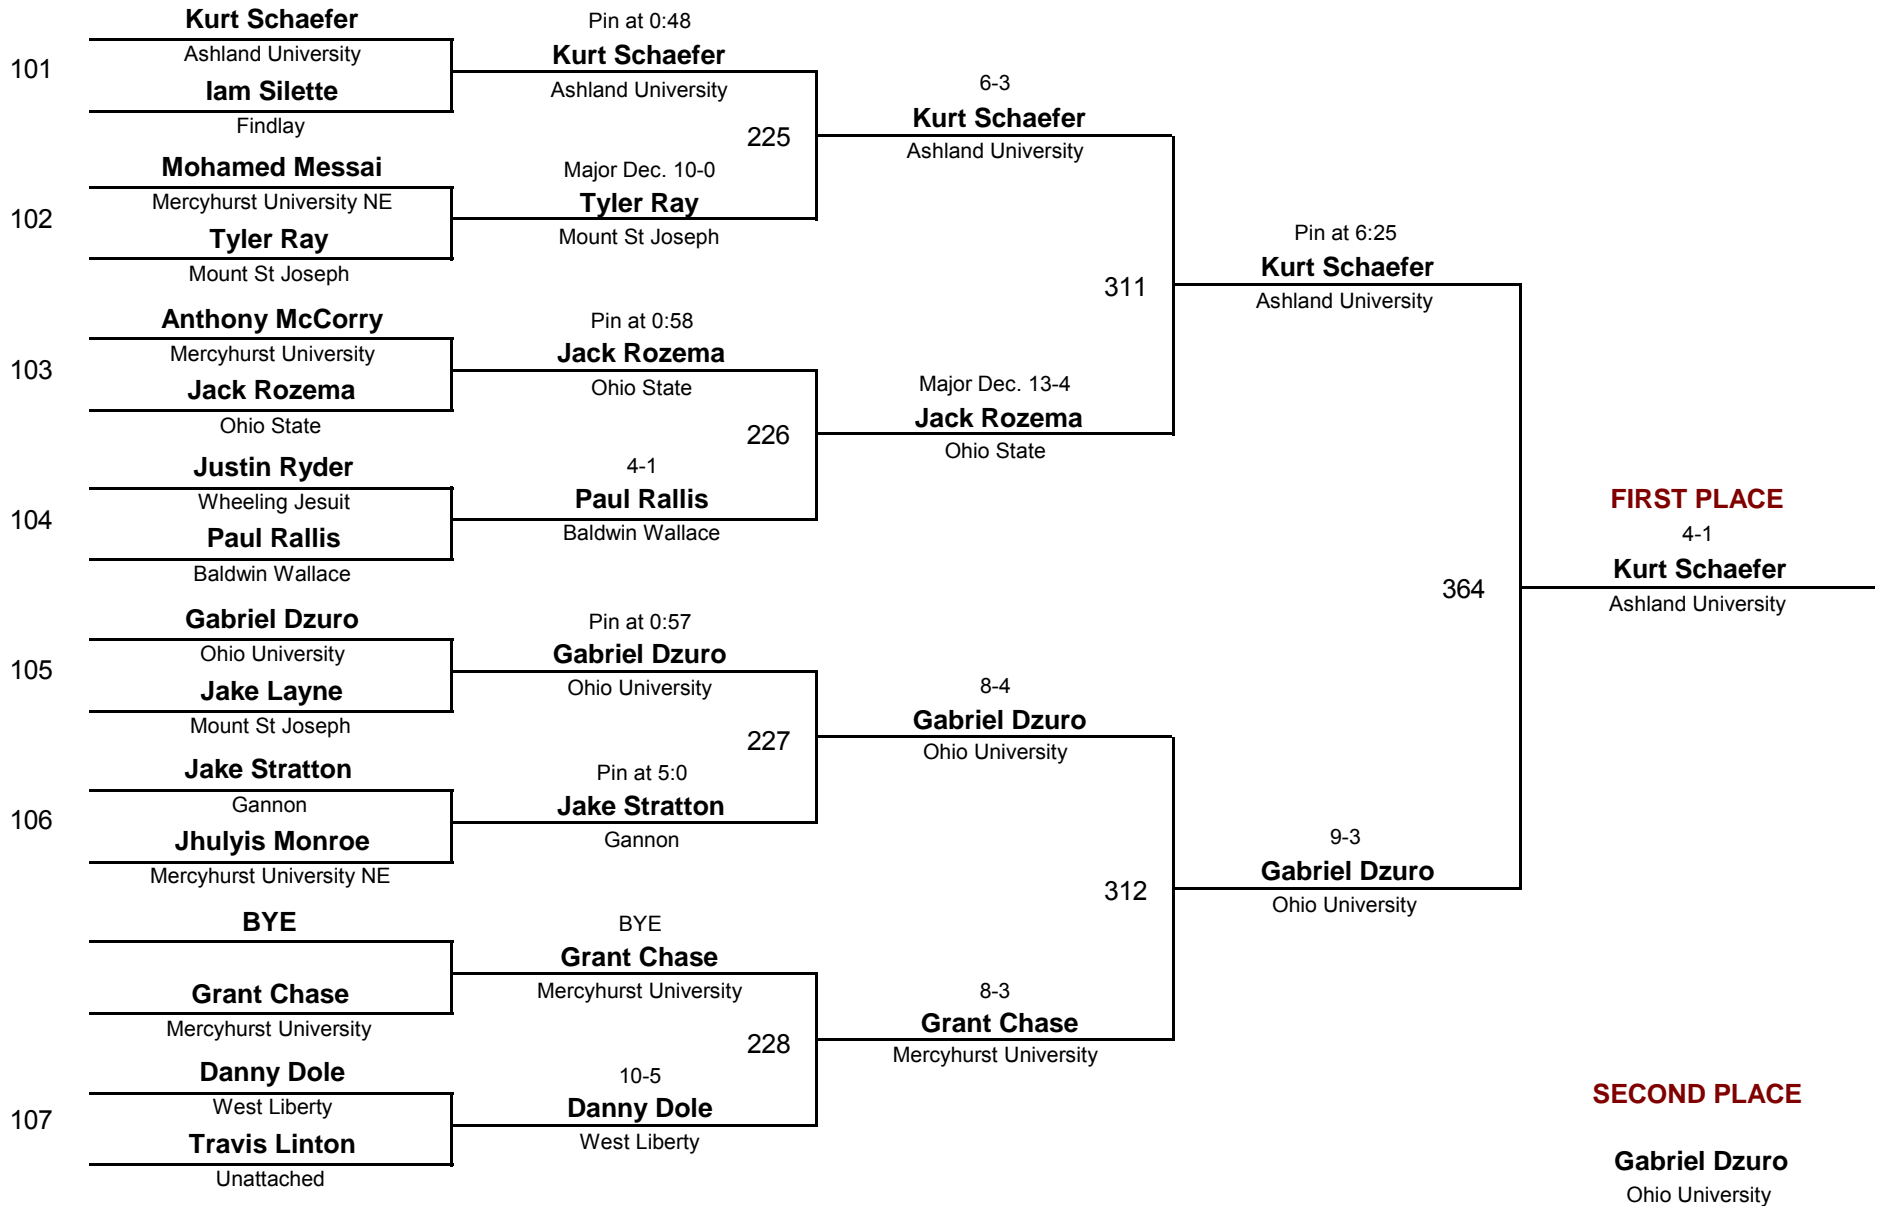 Kurt Schaefer
Ashland University
101
Iam Silette
Findlay
Mohamed Messai
Mercyhurst University NE
102
Tyler Ray
Mount St Joseph
Anthony McCorry
Mercyhurst University
103
Jack Rozema
Ohio State
Justin Ryder
Wheeling Jesuit
104
Paul Rallis
Baldwin Wallace
Gabriel Dzuro
Ohio University
105
Jake Layne
Mount St Joseph
Jake Stratton
Gannon
106
Jhulyis Monroe
Mercyhurst University NE
BYE
Grant Chase
Mercyhurst University
Danny Dole
West Liberty
107
Travis Linton
Unattached
Pin at 0:48
Kurt Schaefer
Ashland University
225
Major Dec. 10-0
Tyler Ray
Mount St Joseph
Pin at 0:58
Jack Rozema
Ohio State
226
4-1
Paul Rallis
Baldwin Wallace
Pin at 0:57
Gabriel Dzuro
Ohio University
227
Pin at 5:0
Jake Stratton
Gannon
BYE
Grant Chase
Mercyhurst University
228
10-5
Danny Dole
West Liberty
6-3
Kurt Schaefer
Ashland University
311
Major Dec. 13-4
Jack Rozema
Ohio State
8-4
Gabriel Dzuro
Ohio University
312
8-3
Grant Chase
Mercyhurst University
Pin at 6:25
Kurt Schaefer
Ashland University
364
9-3
Gabriel Dzuro
Ohio University
FIRST PLACE
4-1
Kurt Schaefer
Ashland University
SECOND PLACE
Gabriel Dzuro
Ohio University